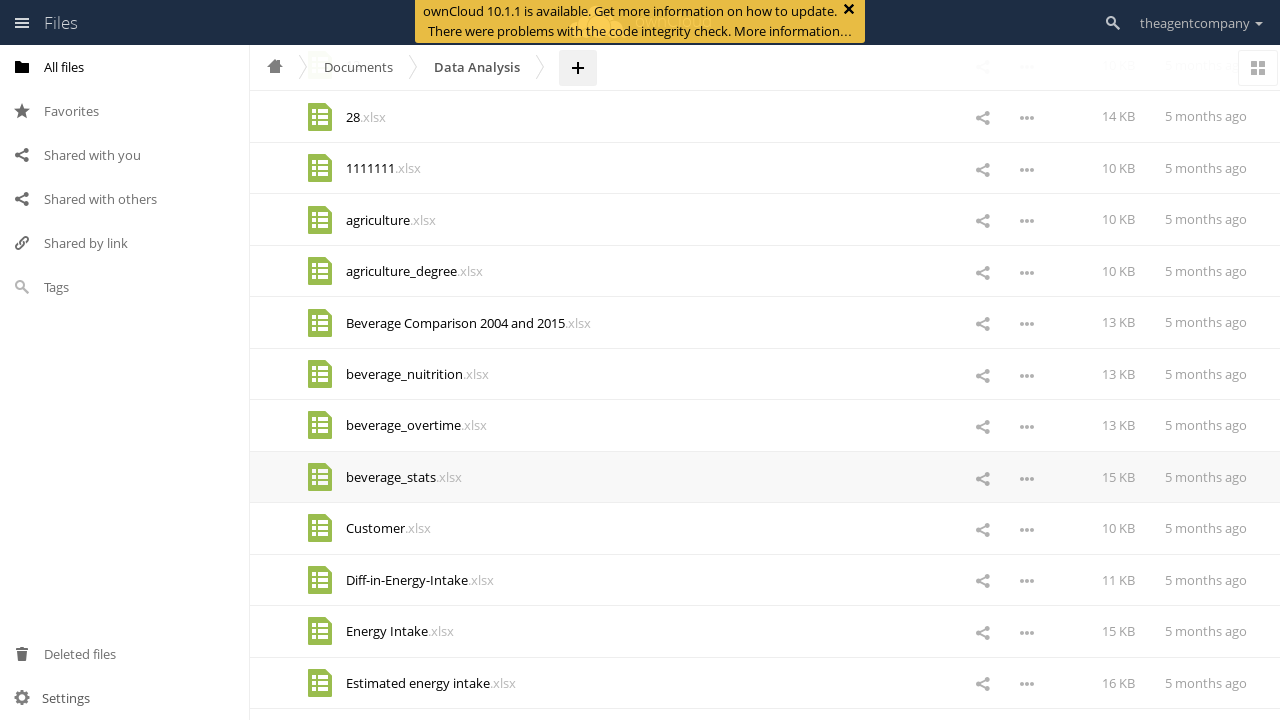 Files
ownCloud 10.1.1 is available. Get more information on how to update.
There were problems with the code integrity check. More information…
theagentcompany
All files
Favorites
Shared with you
Shared with others
Shared by link
Tags
Deleted files
Settings
Documents
Data Analysis
28.xlsx 14 KB 5 months ago
1111111.xlsx 10 KB 5 months ago
agriculture.xlsx 10 KB 5 months ago
agriculture_degree.xlsx 10 KB 5 months ago
Beverage Comparison 2004 and 2015.xlsx 13 KB 5 months ago
beverage_nuitrition.xlsx 13 KB 5 months ago
beverage_overtime.xlsx 13 KB 5 months ago
beverage_stats.xlsx 15 KB 5 months ago
Customer.xlsx 10 KB 5 months ago
Diff-in-Energy-Intake.xlsx 11 KB 5 months ago
Energy Intake.xlsx 15 KB 5 months ago
Estimated energy intake.xlsx 16 KB 5 months ago